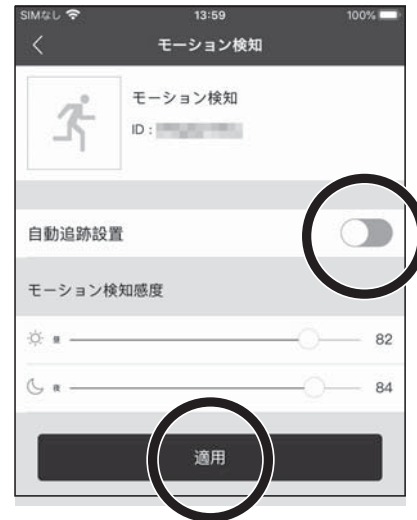 SIMなし 13:59 100%
モーション検知
モーション検知
ID :
自動追跡設置
モーション検知感度
昼 82
夜 84
適用